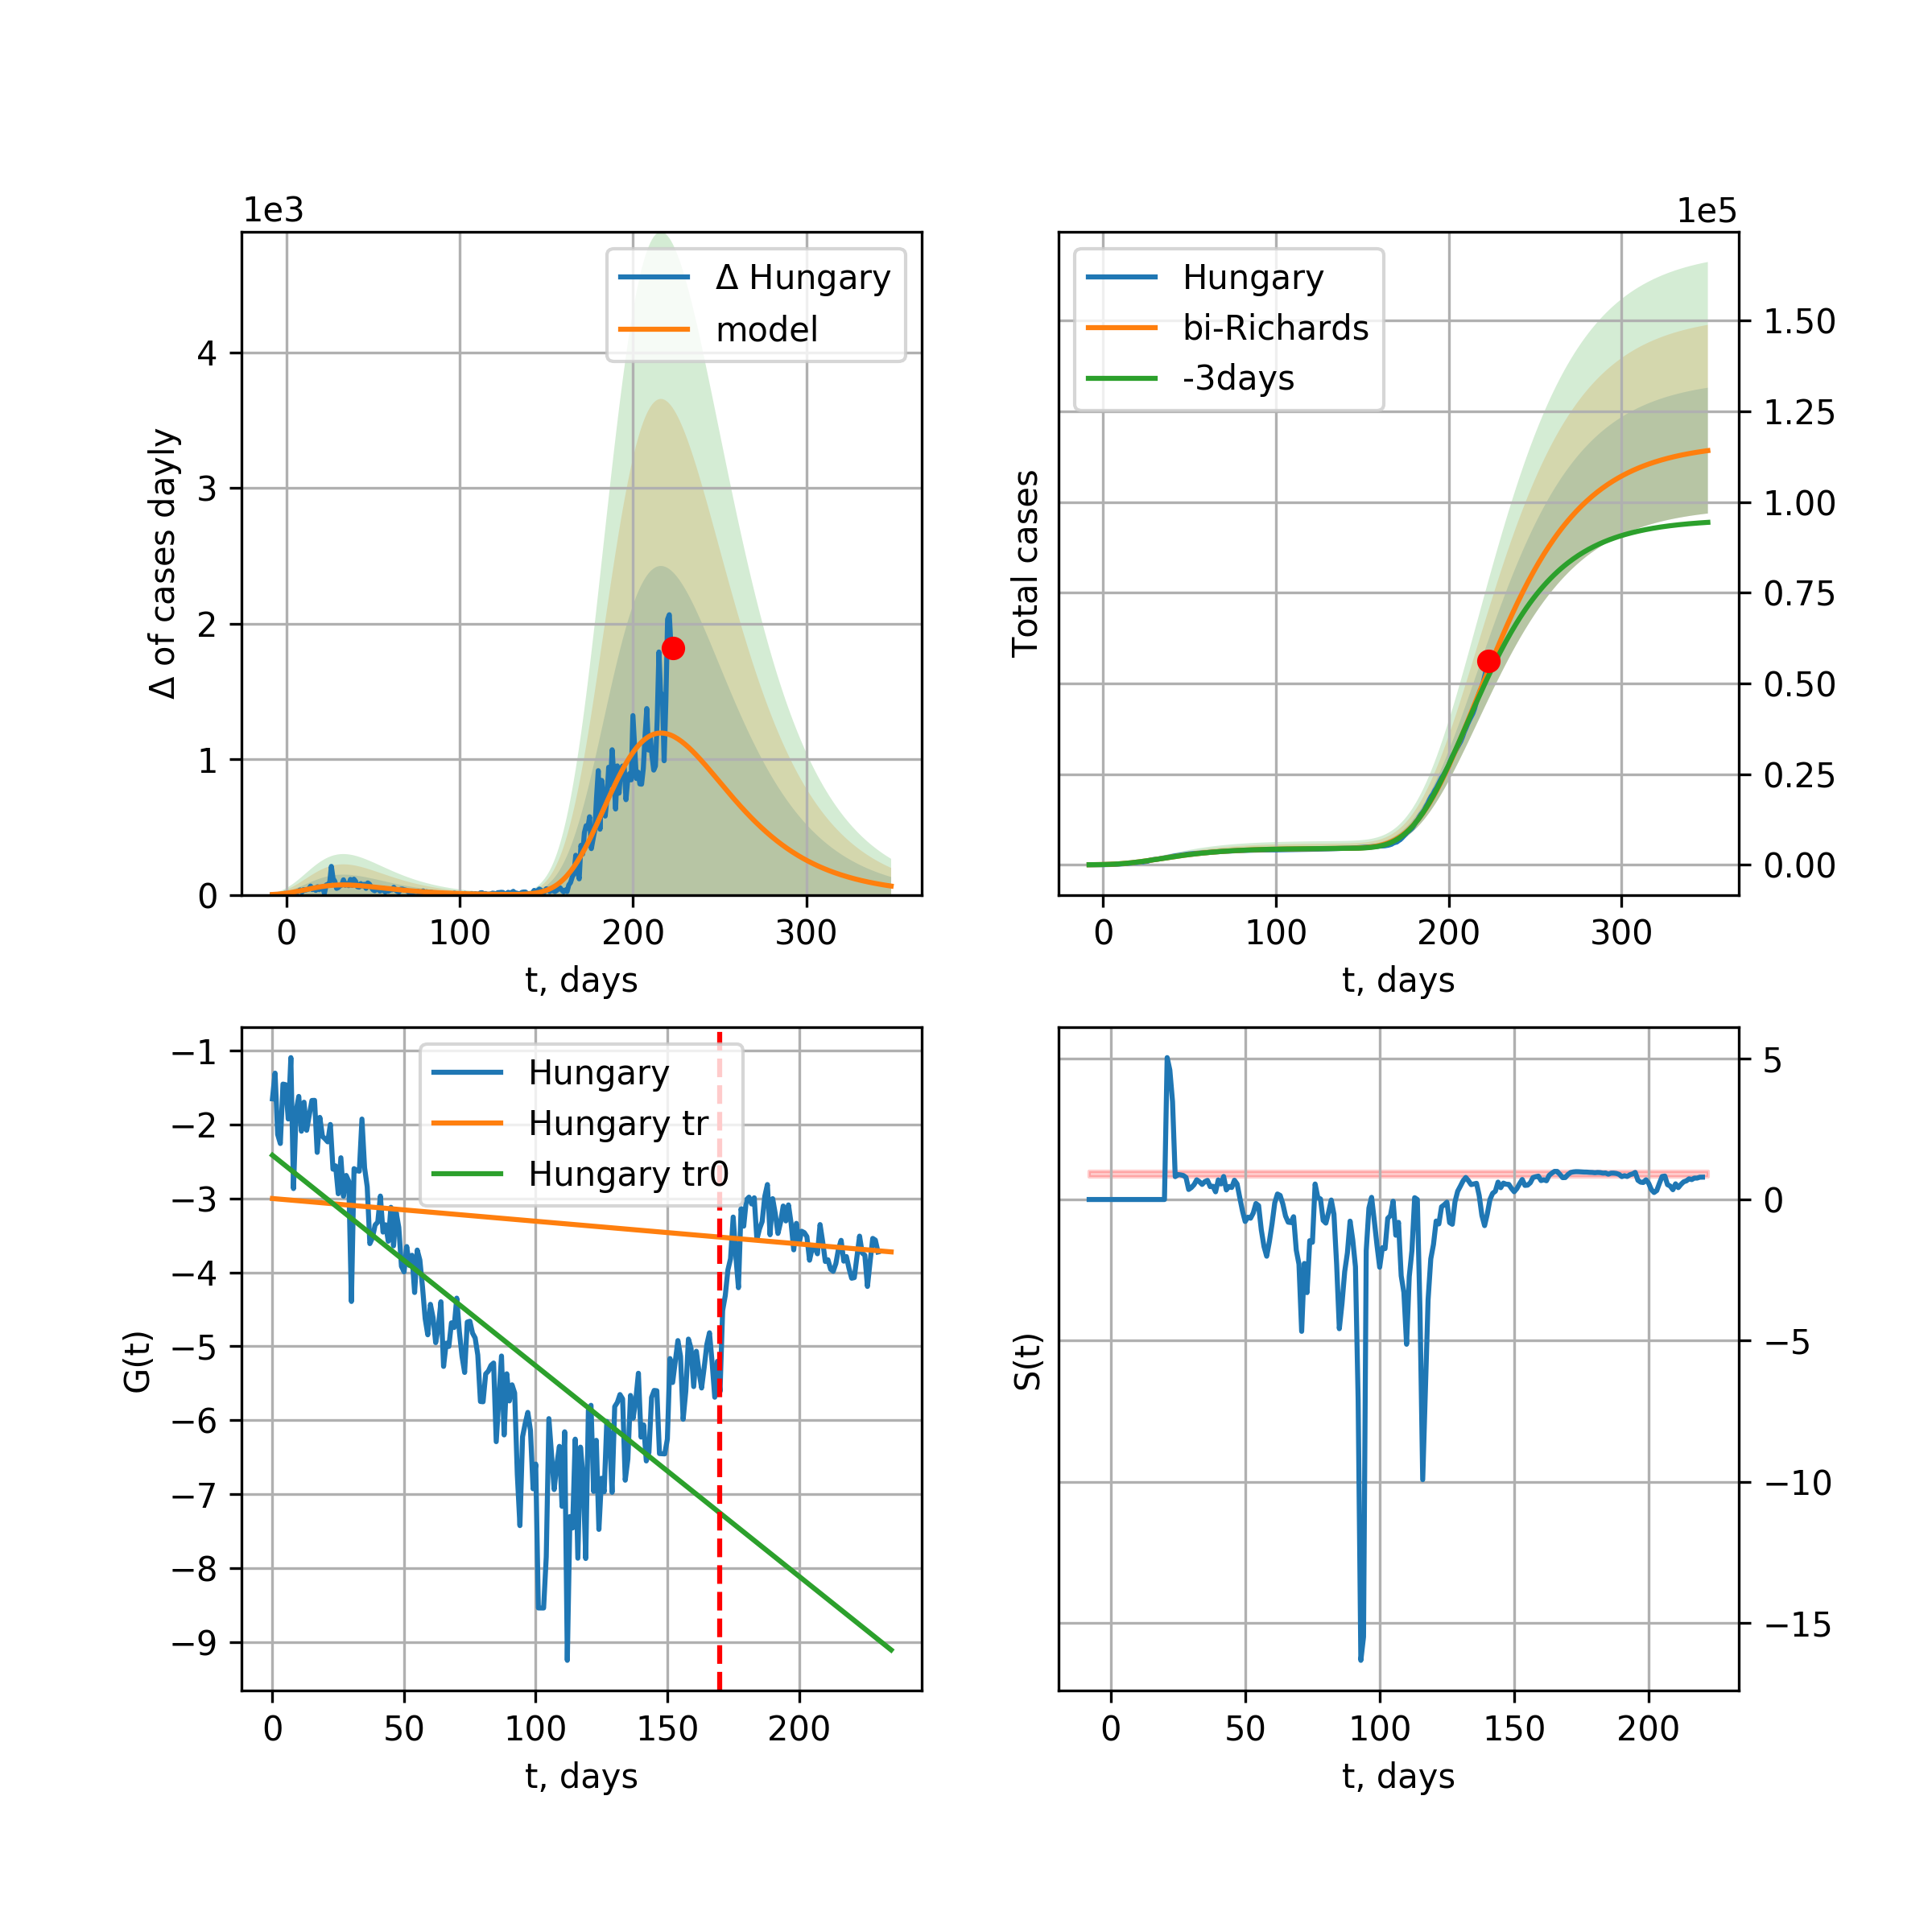 1e3
Δ Hungary
model
4
3
2
1
0
Δ of cases dayly
0 100 200 300
t, days
1e5
Hungary
bi-Richards
-3days
1.50
1.25
1.00
0.75
0.50
0.25
0.00
Total cases
0 100 200 300
t, days
Hungary
Hungary tr
Hungary tr0
−1
−2
−3
−4
−5
−6
−7
−8
−9
G(t)
0 50 100 150 200
t, days
5
0
−5
−10
−15
S(t)
0 50 100 150 200
t, days